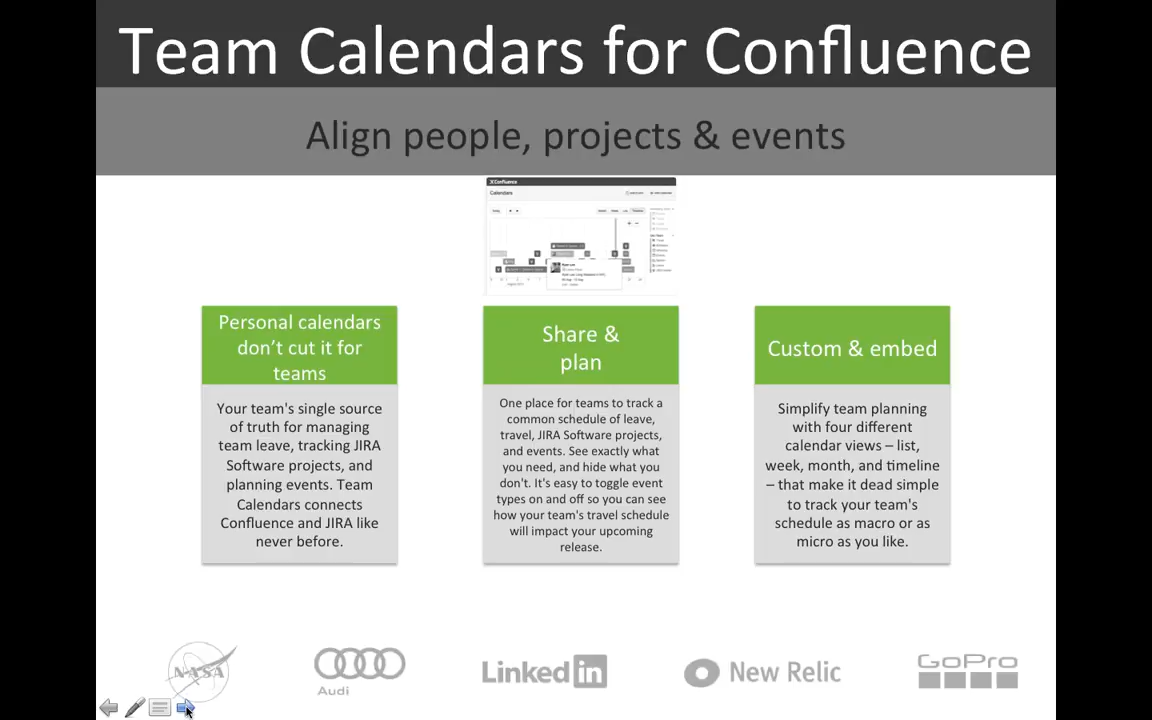 Team Calendars for Confluence
Align people, projects & events
Confluence
Calendars
Personal calendars
don't cut it for
teams
Your team's single source
of truth for managing
team leave, tracking JIRA
Software projects, and
planning events. Team
Calendars connects
Confluence and JIRA like
never before.
Share &
plan
One place for teams to track a
common schedule of leave,
travel, JIRA Software projects,
and events. See exactly what
you need, and hide what you
don't. It's easy to toggle event
types on and off so you can see
how your team's travel schedule
will impact your upcoming
release.
Custom & embed
Simplify team planning
with four different
calendar views – list,
week, month, and timeline
– that make it dead simple
to track your team's
schedule as macro or as
micro as you like.
NASA
Audi
Linked in
New Relic
GoPro